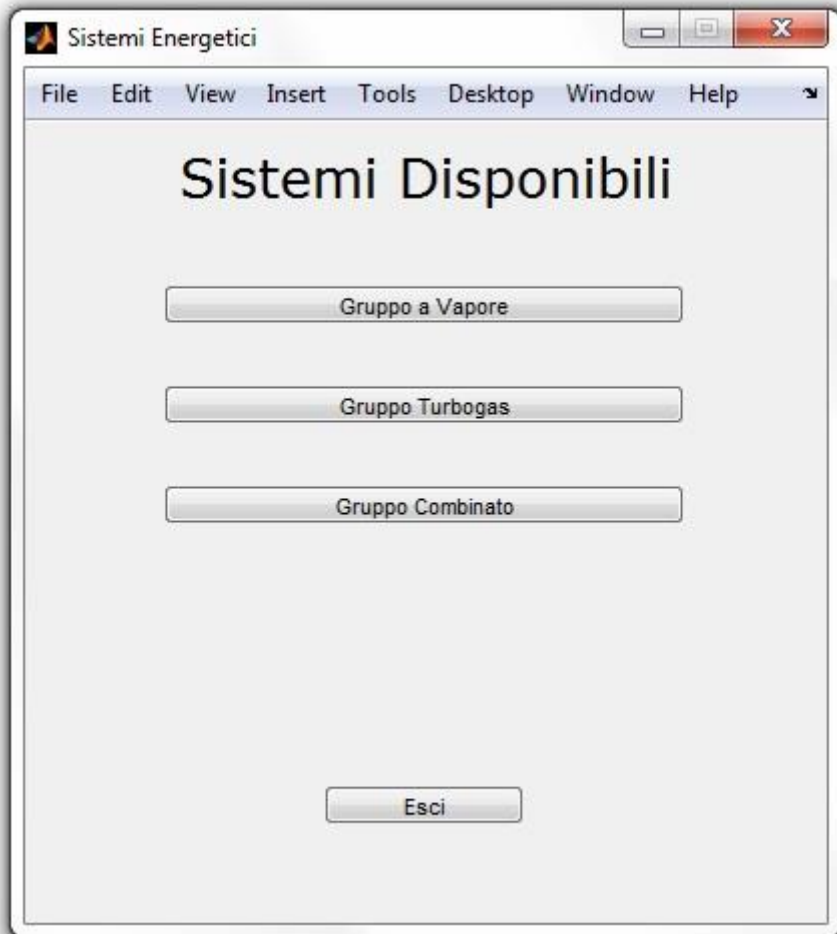 Sistemi Energetici
File Edit View Insert Tools Desktop Window Help
Sistemi Disponibili
Gruppo a Vapore
Gruppo Turbogas
Gruppo Combinato
Esci